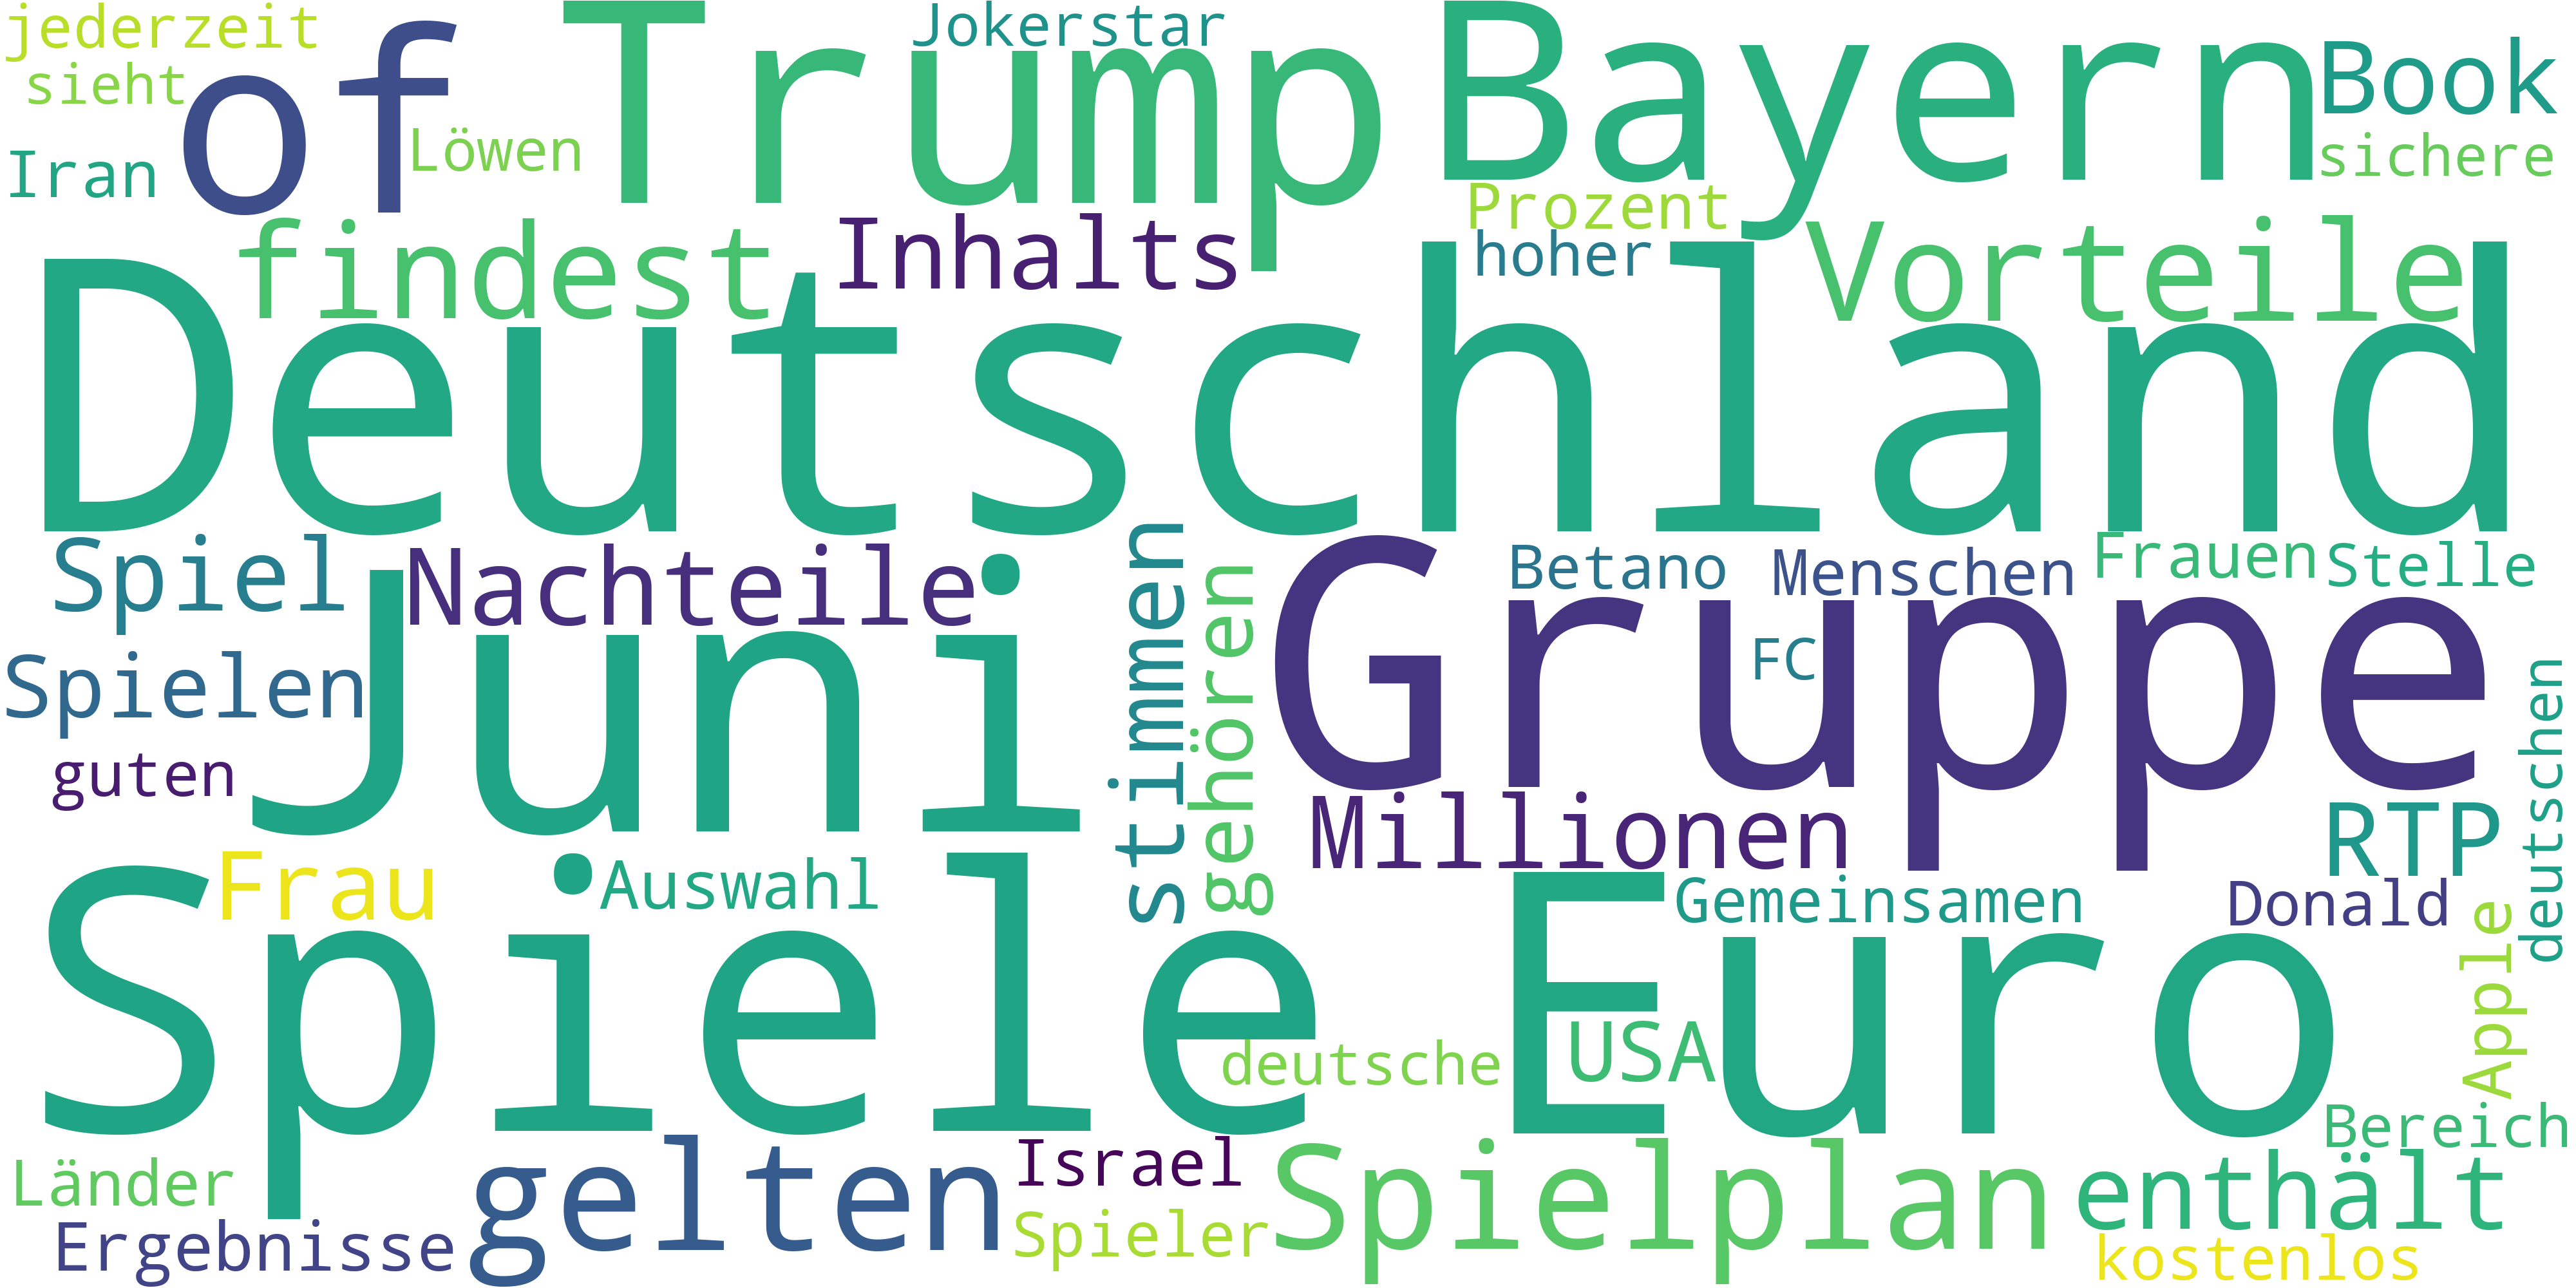 jederzeit
Jokerstar
of Trump Bayern Book
sieht
Löwen
Iran
sichere
Prozent
findest Inhalts hoher Vorteile
Deutschland
Spiel Nachteile stimmen Betano Menschen Frauen Stelle
Juni gehören Gruppe
FC
Spielen
deutschen
guten
Millionen RTP
Frau Auswahl Gemeinsamen Donald
Spiele Euro
Apple
USA
deutsche
Bereich
Israel
Länder gelten Spielplan enthält
Spieler
Ergebnisse
kostenlos